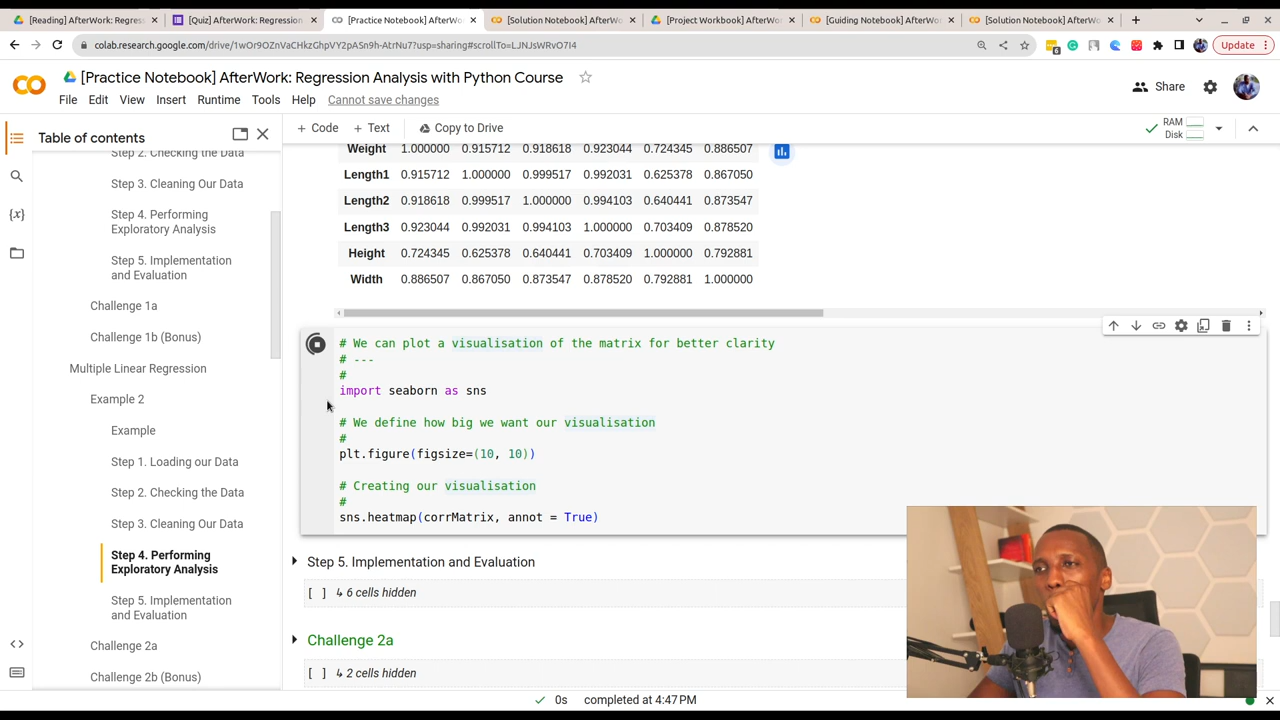 [Reading] AfterWork: Regress
[Quiz] AfterWork: Regression
[Practice Notebook] AfterWo
[Solution Notebook] AfterWo
[Project Workbook] AfterWor
[Guiding Notebook] AfterWo
[Solution Notebook] AfterWo
colab.research.google.com/drive/1wOr9OZnVaCHkzGhpVY2pASn9h-AtrNu7?usp=sharing#scrollTo=LJNJsWRvO7I4
6
Update
[Practice Notebook] AfterWork: Regression Analysis with Python Course
File Edit View Insert Runtime Tools Help Cannot save changes
Share
Table of contents
+ Code + Text Copy to Drive
RAM
Disk
Step 2. Checking the Data
Step 3. Cleaning Our Data
Step 4. Performing
Exploratory Analysis
Step 5. Implementation
and Evaluation
Challenge 1a
Challenge 1b (Bonus)
Multiple Linear Regression
Example 2
Example
Step 1. Loading our Data
Step 2. Checking the Data
Step 3. Cleaning Our Data
Step 4. Performing
Exploratory Analysis
Step 5. Implementation
and Evaluation
Challenge 2a
Challenge 2b (Bonus)
Weight 1.000000 0.915712 0.918618 0.923044 0.724345 0.886507
Length1 0.915712 1.000000 0.999517 0.992031 0.625378 0.867050
Length2 0.918618 0.999517 1.000000 0.994103 0.640441 0.873547
Length3 0.923044 0.992031 0.994103 1.000000 0.703409 0.878520
Height 0.724345 0.625378 0.640441 0.703409 1.000000 0.792881
Width 0.886507 0.867050 0.873547 0.878520 0.792881 1.000000
# We can plot a visualisation of the matrix for better clarity
# ---
#
import seaborn as sns
# We define how big we want our visualisation
#
plt.figure(figsize=(10, 10))
# Creating our visualisation
#
sns.heatmap(corrMatrix, annot = True)
Step 5. Implementation and Evaluation
[ ] ↳ 6 cells hidden
Challenge 2a
[ ] ↳ 2 cells hidden
0s completed at 4:47 PM